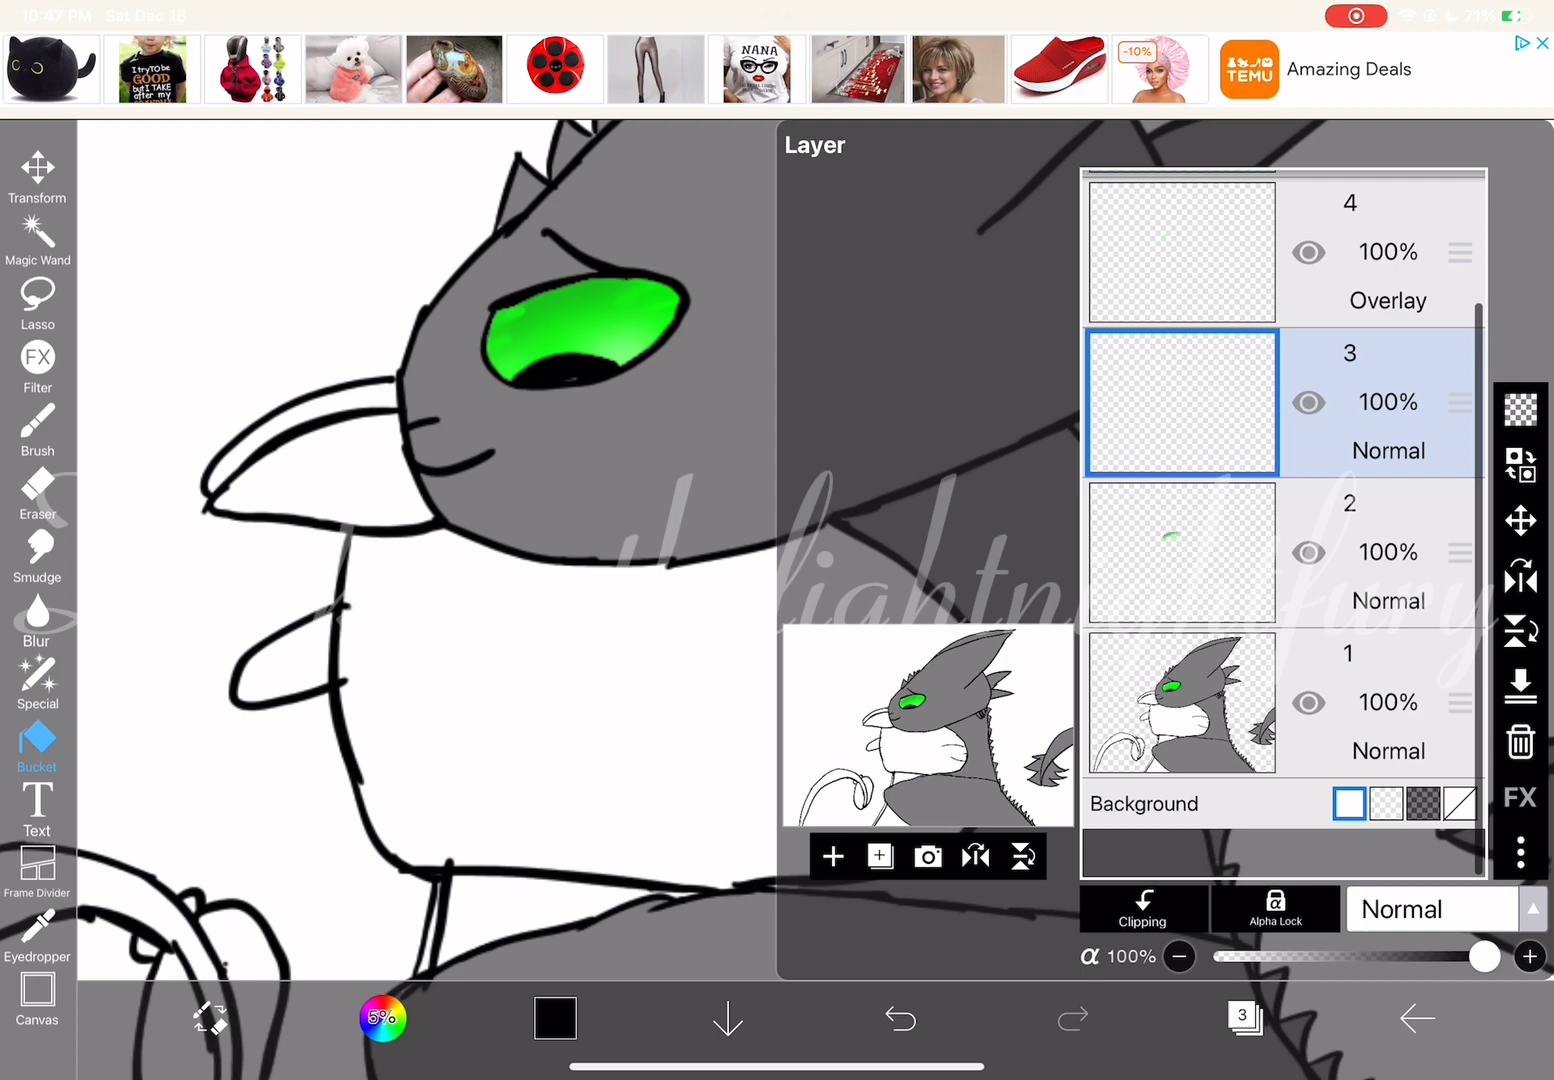 10:47 PM Sat Dec 16
71%
I TRY TO BE
GOOD
but I TAKE
after my
NANA
-10%
TEMU
Amazing Deals
Layer
Transform
Magic Wand
Lasso
FX
Filter
Brush
Eraser
Smudge
Blur
Special
Bucket
T
Text
Frame Divider
Eyedropper
Canvas
4
100%
Overlay
3
100%
Normal
2
100%
Normal
1
100%
Normal
Background
FX
Clipping
α
Alpha Lock
Normal
α 100%
5%
3